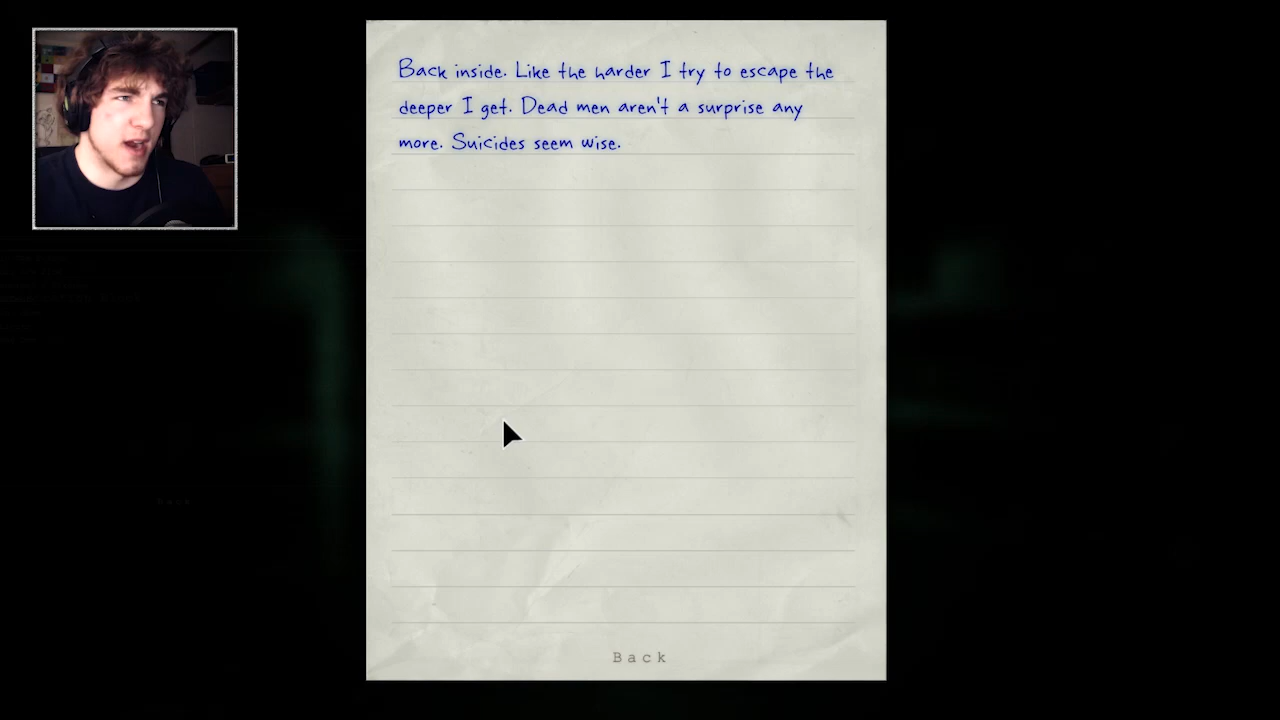 Back inside. Like the harder I try to escape the
deeper I get. Dead men aren't a surprise any
more. Suicides seem wise.
Back